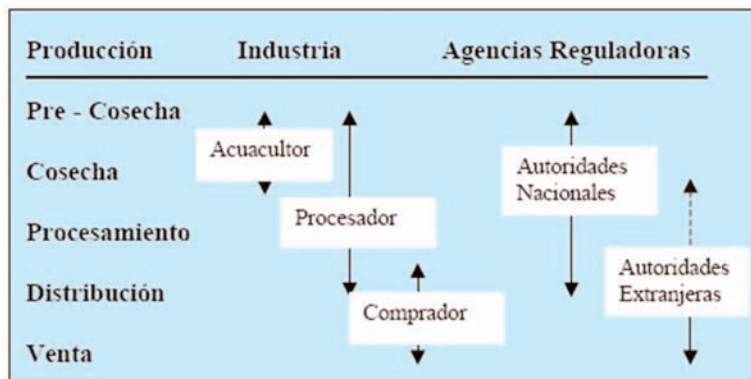 Producción Industria Agencias Reguladoras
Pre - Cosecha
Acuacultor
Cosecha
Autoridades
Nacionales
Procesador
Procesamiento
Autoridades
Extranjeras
Distribución
Comprador
Venta